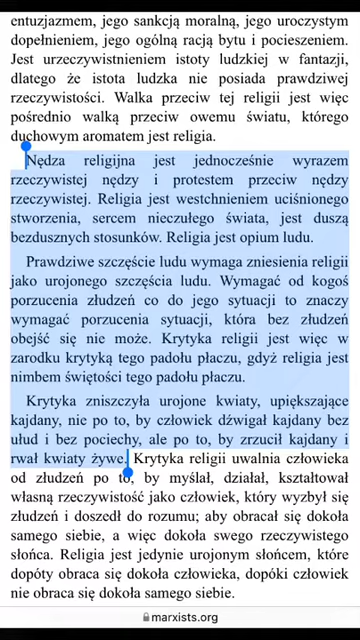 entuzjazmem, jego sankcją moralną, jego uroczystym
dopełnieniem, jego ogólną racją bytu i pocieszeniem.
Jest urzeczywistnieniem istoty ludzkiej w fantazji,
dlatego że istota ludzka nie posiada prawdziwej
rzeczywistości. Walka przeciw tej religii jest więc
pośrednio walką przeciw owemu światu, którego
duchowym aromatem jest religia.
Nędza religijna jest jednocześnie wyrazem
rzeczywistej nędzy i protestem przeciw nędzy
rzeczywistej. Religia jest westchnieniem uciśnionego
stworzenia, sercem nieczułego świata, jest duszą
bezdusznych stosunków. Religia jest opium ludu.
Prawdziwe szczęście ludu wymaga zniesienia religii
jako urojonego szczęścia ludu. Wymagać od kogoś
porzucenia złudzeń co do jego sytuacji to znaczy
wymagać porzucenia sytuacji, która bez złudzeń
obejść się nie może. Krytyka religii jest więc w
zarodku krytyką tego padołu płaczu, gdyż religia jest
nimbem świętości tego padołu płaczu.
Krytyka zniszczyła urojone kwiaty, upiększające
kajdany, nie po to, by człowiek dźwigał kajdany bez
ułud i bez pociechy, ale po to, by zrzucił kajdany i
rwał kwiaty żywe. Krytyka religii uwalnia człowieka
od złudzeń po to, by myślał, działał, kształtował
własną rzeczywistość jako człowiek, który wyzbył się
złudzeń i doszedł do rozumu; aby obracał się dokoła
samego siebie, a więc dokoła swego rzeczywistego
słońca. Religia jest jedynie urojonym słońcem, które
dopóty obraca się dokoła człowieka, dopóki człowiek
nie obraca się dokoła samego siebie.
marxists.org